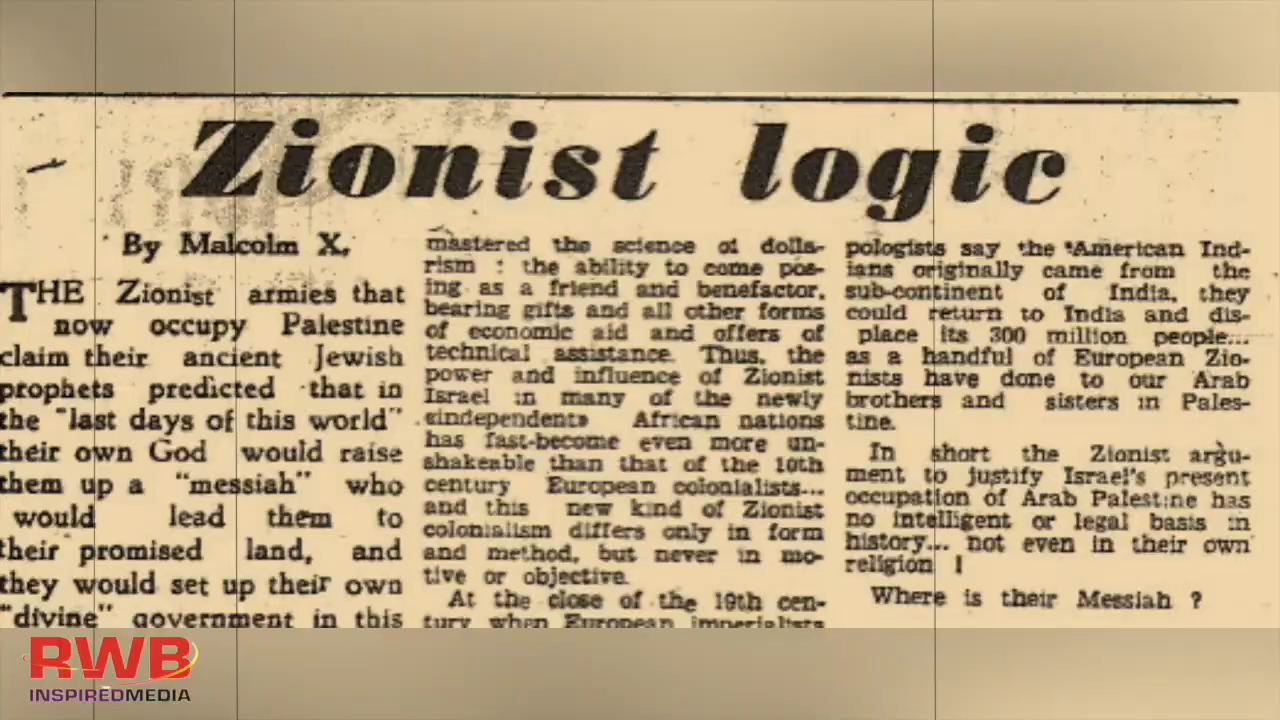 Zionist logic
By Malcolm X.
THE Zionist armies that
now occupy Palestine
claim their ancient Jewish
prophets predicted that in
the "last days of this world"
their own God would raise
them up a "messiah" who
would lead them to
their promised land, and
they would set up their own
"divine" government in this
mastered the science of dolla-
rism : the ability to come pos-
ing as a friend and benefactor,
bearing gifts and all other forms
of economic aid and offers of
technical assistance. Thus, the
power and influence of Zionist
Israel in many of the newly
«independent» African nations
has fast-become even more un-
shakeable than that of the 10th
century European colonialists...
and this new kind of Zionist
colonialism differs only in form
and method, but never in mo-
tive or objective.
At the close of the 19th cen-
tury when European imperialists
pologists say the American Ind-
ians originally came from the
sub-continent of India, they
could return to India and dis-
place its 300 million people...
as a handful of European Zio-
nists have done to our Arab
brothers and sisters in Pales-
tine.
In short the Zionist argu-
ment to justify Israel's present
occupation of Arab Palestine has
no intelligent or legal basis in
history... not even in their own
religion !
Where is their Messiah ?
RWB
INSPIREDMEDIA